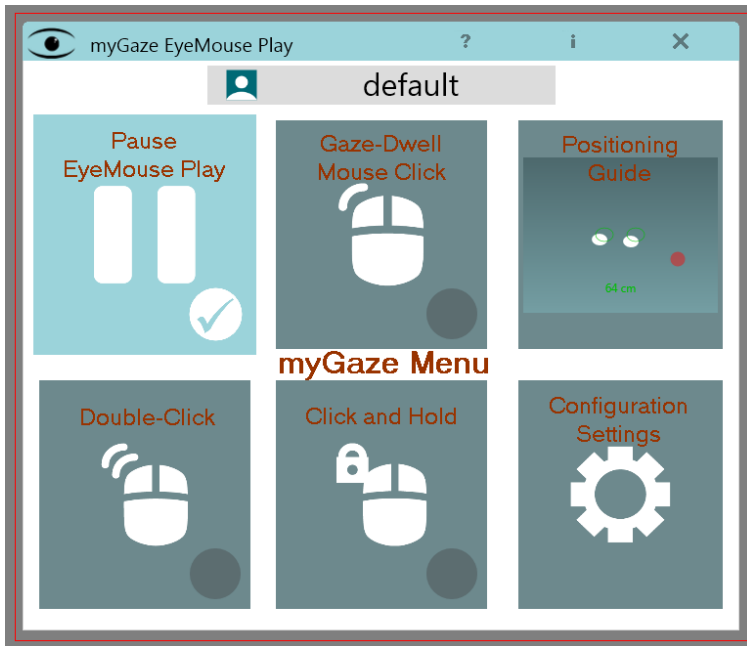 myGaze EyeMouse Play ? i ✕
default
Pause
EyeMouse Play
Gaze-Dwell
Mouse Click
Positioning
Guide
64 cm
myGaze Menu
Double-Click
Click and Hold
Configuration
Settings